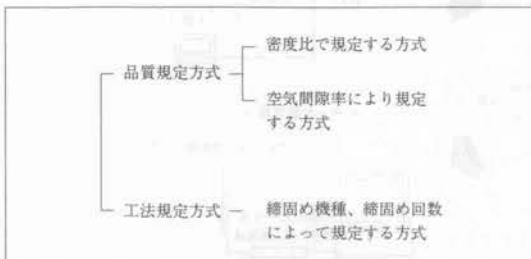 密度比で規定する方式
品質規定方式
空気間隙率により規定
する方式
工法規定方式
締固め機種、締固め回数
によって規定する方式